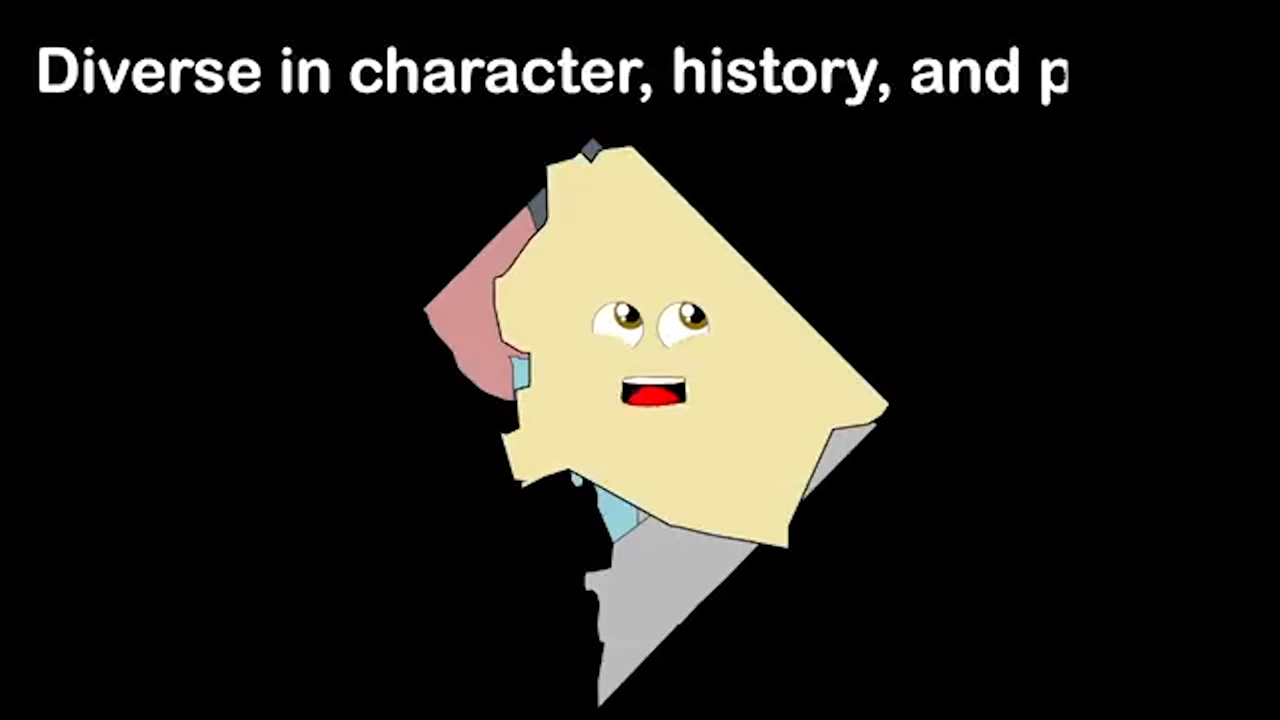 Diverse in character, history, and p